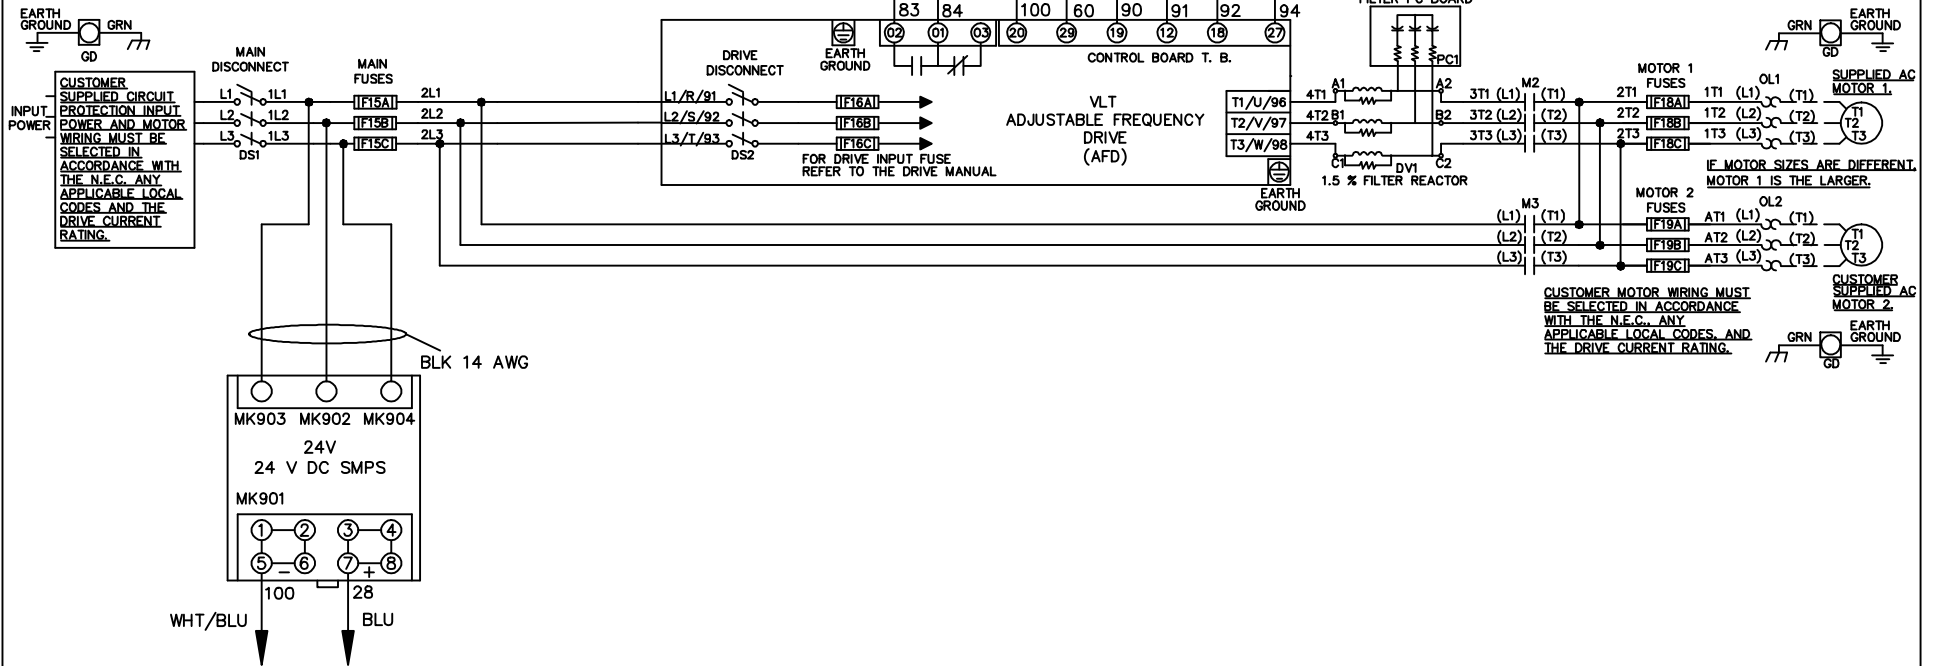 EARTH
GROUND
GRN
GD
83
84
100
60
90
91
92
94
02
01
03
20
29
19
12
18
27
EARTH
GROUND
CONTROL BOARD T. B.
PC1
GRN
EARTH
GROUND
GD
CUSTOMER
SUPPLIED CIRCUIT
PROTECTION INPUT
POWER AND MOTOR
WIRING MUST BE
SELECTED IN
ACCORDANCE WITH
THE N.E.C. ANY
APPLICABLE LOCAL
CODES AND THE
DRIVE CURRENT
RATING.
INPUT
POWER
MAIN
DISCONNECT
L1
1L1
L2
1L2
L3
1L3
DS1
MAIN
FUSES
F15A
F15B
F15C
2L1
2L2
2L3
DRIVE
DISCONNECT
L1/R/91
L2/S/92
L3/T/93
DS2
F16A
F16B
F16C
FOR DRIVE INPUT FUSE
REFER TO THE DRIVE MANUAL
VLT
ADJUSTABLE FREQUENCY
DRIVE
(AFD)
T1/U/96
T2/V/97
T3/W/98
EARTH
GROUND
4T1
A1
A2
4T2
B1
B2
4T3
C1
C2
DV1
1.5 % FILTER REACTOR
M2
3T1 (L1) (T1)
3T2 (L2) (T2)
3T3 (L3) (T3)
MOTOR 1
FUSES
2T1
F18A
1T1 (L1)
2T2
F18B
1T2 (L2)
2T3
F18C
1T3 (L3)
OL1
(T1)
(T2)
(T3)
SUPPLIED AC
MOTOR 1.
T1
T2
T3
IF MOTOR SIZES ARE DIFFERENT,
MOTOR 1 IS THE LARGER.
M3
(L1) (T1)
(L2) (T2)
(L3) (T3)
MOTOR 2
FUSES
F19A
AT1 (L1)
F19B
AT2 (L2)
F19C
AT3 (L3)
OL2
(T1)
(T2)
(T3)
T1
T2
T3
CUSTOMER
SUPPLIED AC
MOTOR 2.
CUSTOMER MOTOR WIRING MUST
BE SELECTED IN ACCORDANCE
WITH THE N.E.C., ANY
APPLICABLE LOCAL CODES, AND
THE DRIVE CURRENT RATING.
GRN
EARTH
GROUND
GD
BLK 14 AWG
MK903
MK902
MK904
24V
24 V DC SMPS
MK901
1
2
3
4
5
6
7
8
−
+
100
28
WHT/BLU
BLU